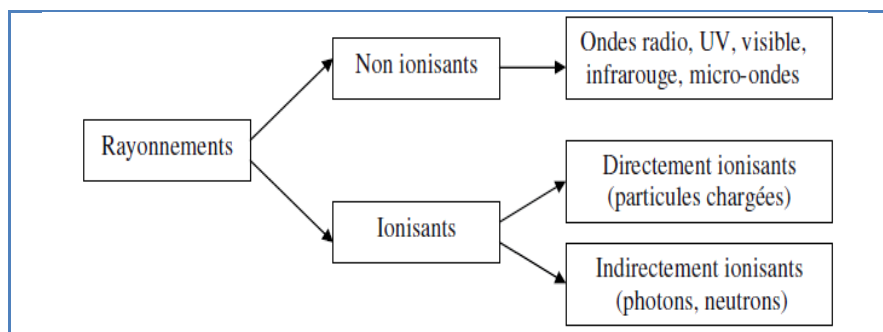 Rayonnements
Non ionisants
Ondes radio, UV, visible,
infrarouge, micro-ondes
Ionisants
Directement ionisants
(particules chargées)
Indirectement ionisants
(photons, neutrons)